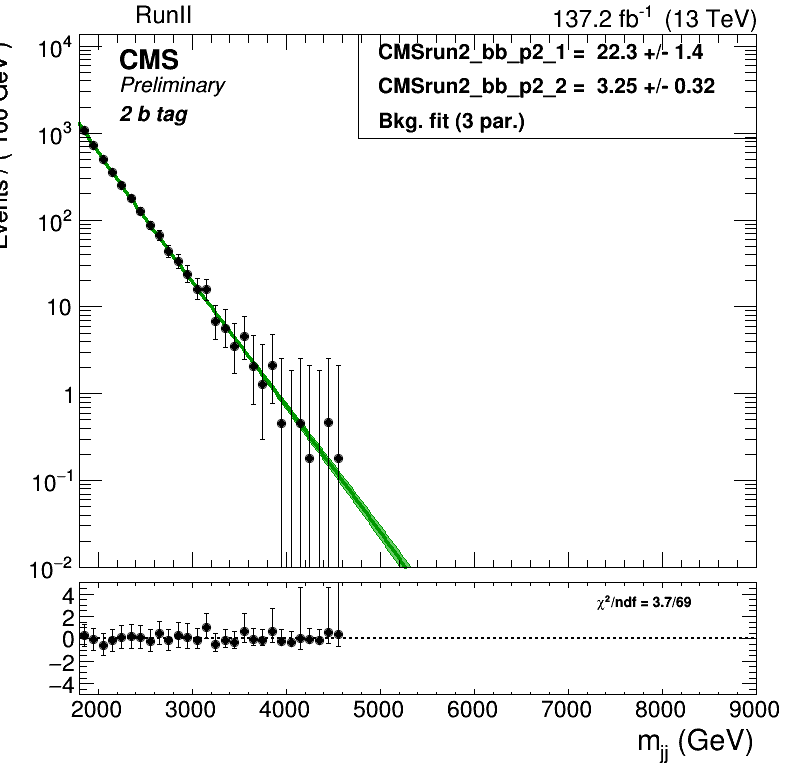 RunII
137.2 fb⁻¹ (13 TeV)
CMS
Preliminary
2 b tag
CMSrun2_bb_p2_1 = 22.3 +/- 1.4
CMSrun2_bb_p2_2 = 3.25 +/- 0.32
Bkg. fit (3 par.)
10⁴
10³
10²
10
1
10⁻¹
10⁻²
χ²/ndf = 3.7/69
4
2
0
−2
−4
2000 3000 4000 5000 6000 7000 8000 9000
m_jj (GeV)